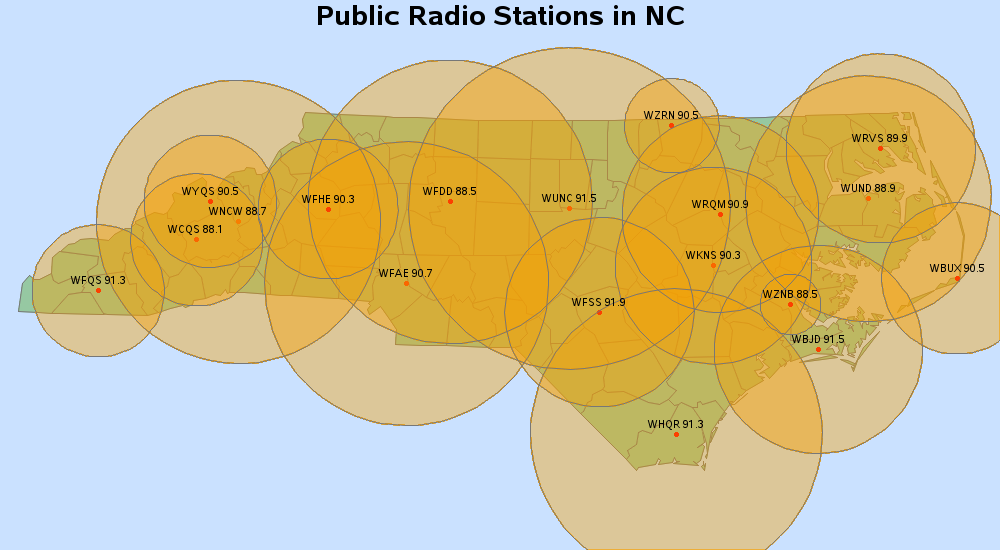 Public Radio Stations in NC
WZRN 90.5
WRVS 89.9
WYQS 90.5
WFHE 90.3
WFDD 88.5
WUNC 91.5
WUND 88.9
WNCW 88.7
WRQM 90.9
WCQS 88.1
WKNS 90.3
WBUX 90.5
WFQS 91.3
WFAE 90.7
WZNB 88.5
WFSS 91.9
WBJD 91.5
WHQR 91.3